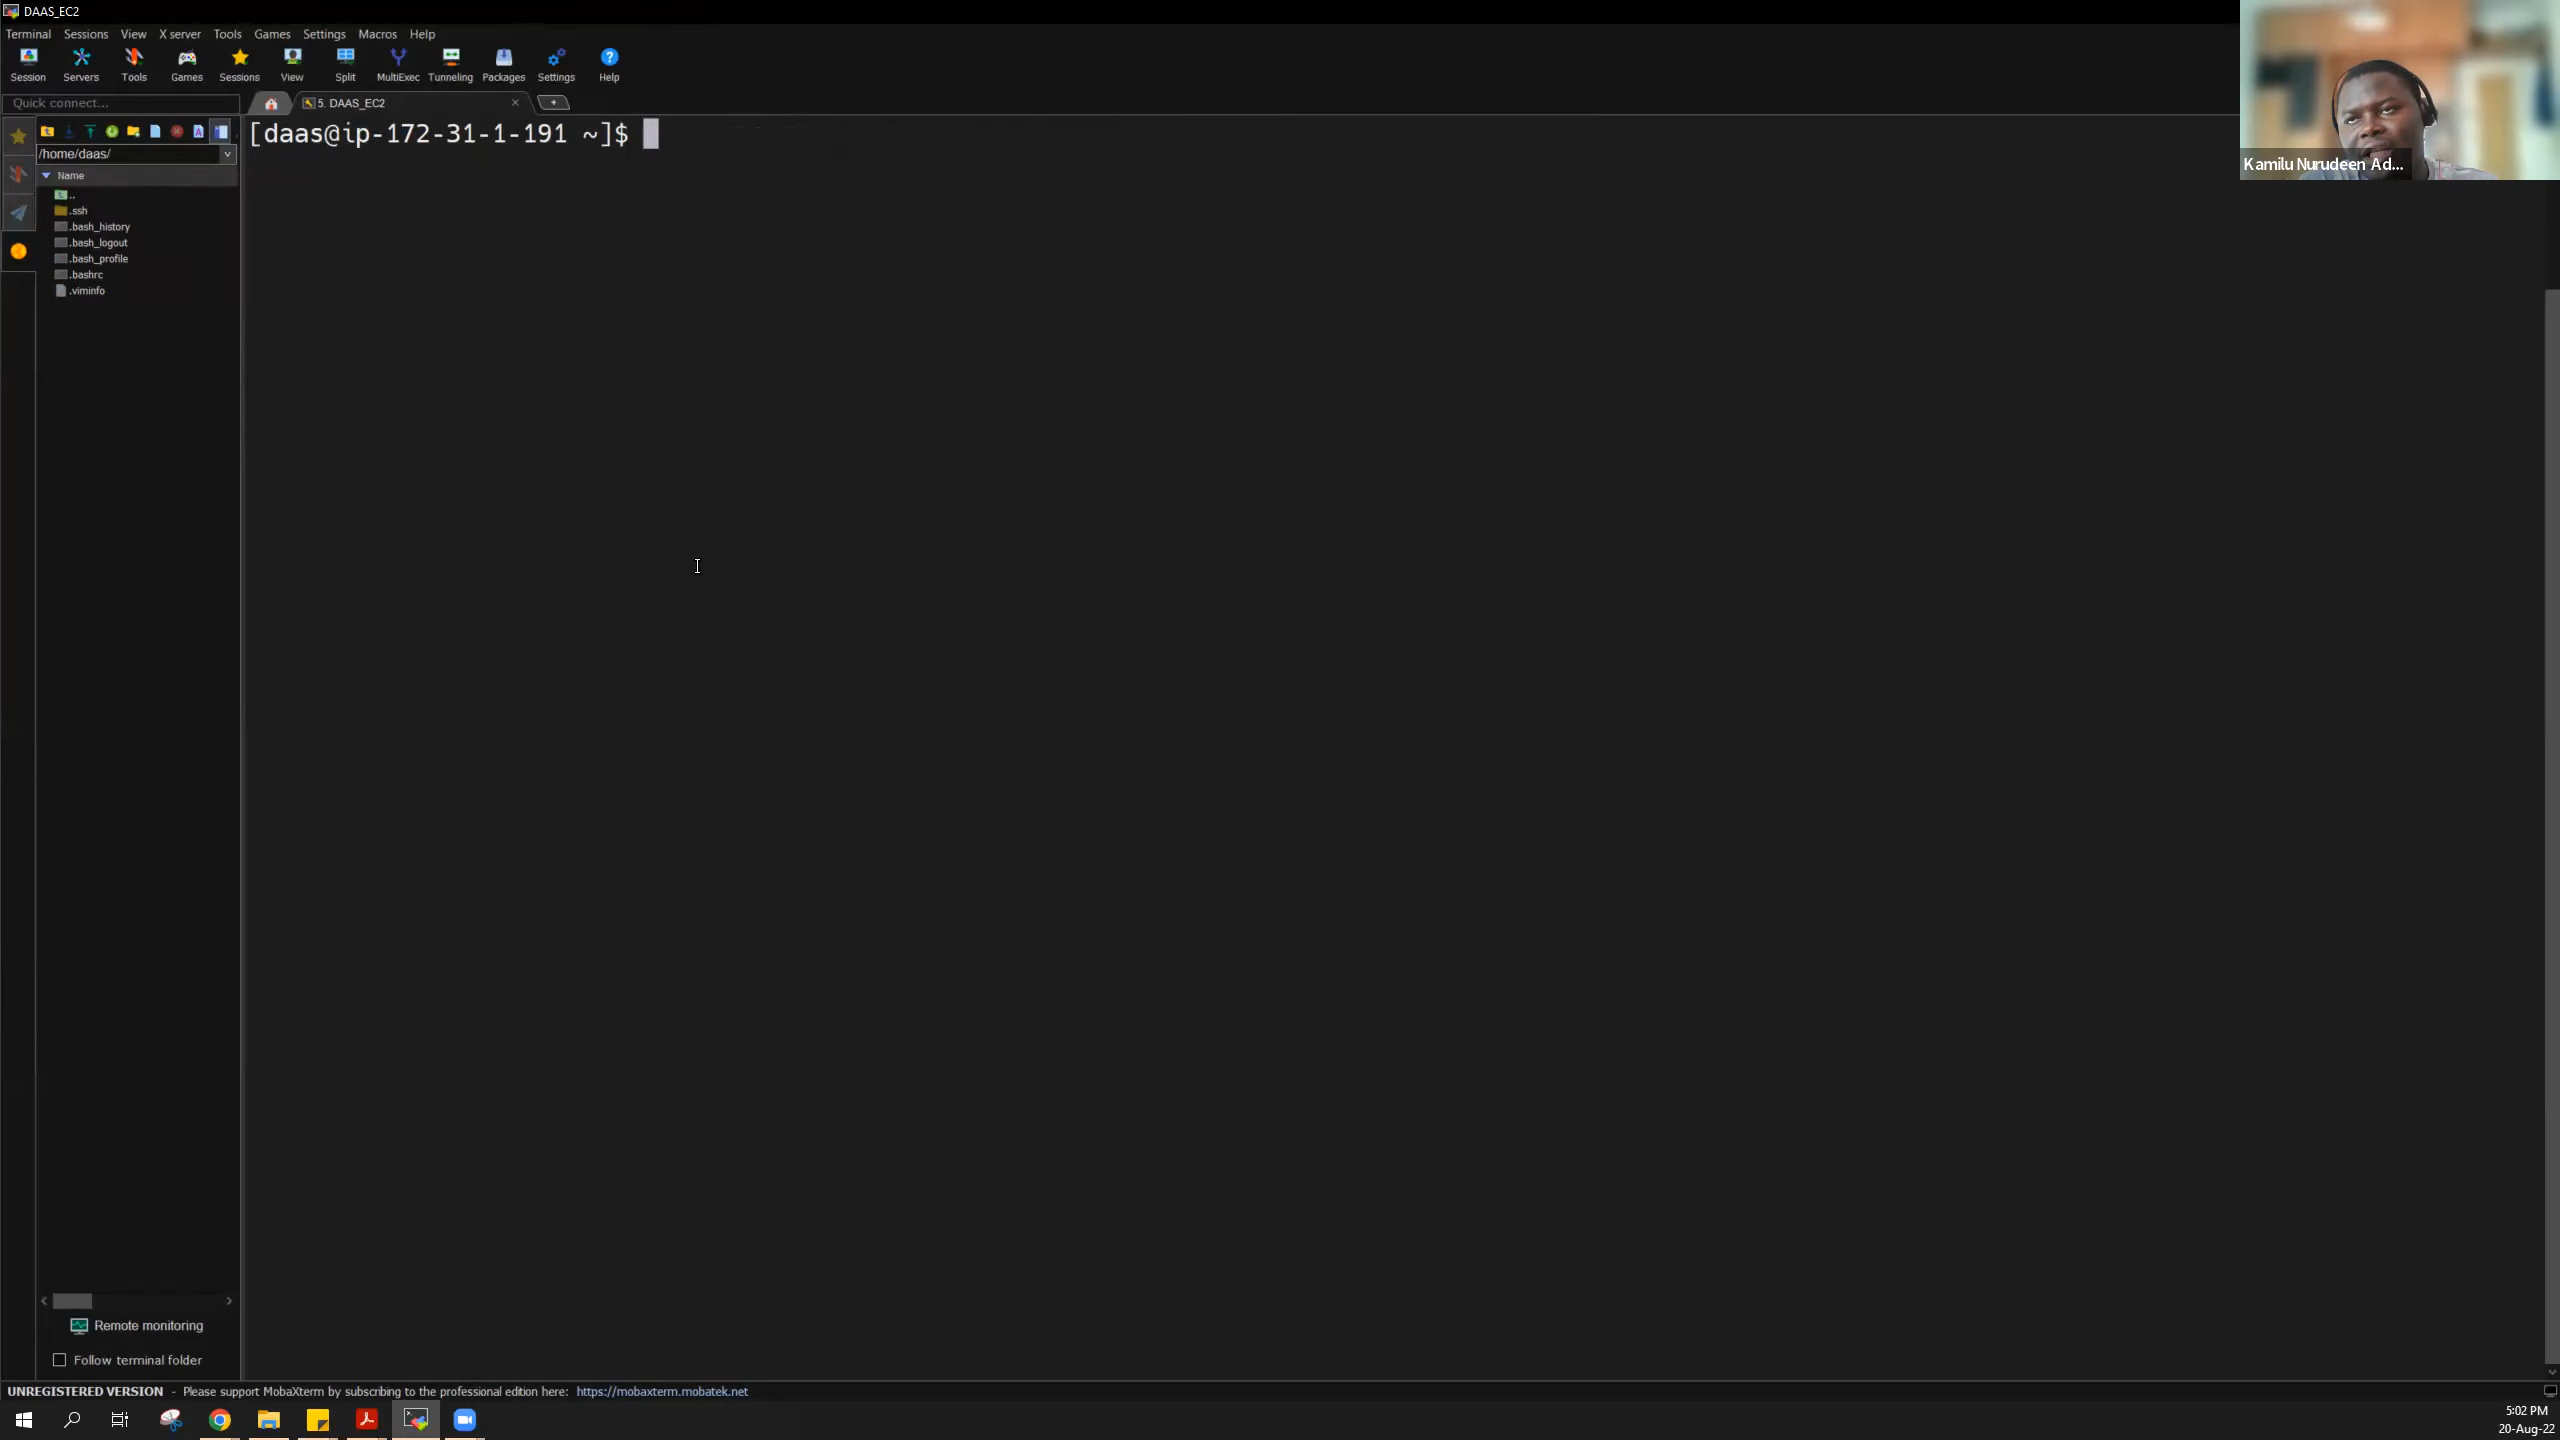 DAAS_EC2
Terminal Sessions View X server Tools Games Settings Macros Help
Session Servers Tools Games Sessions View Split MultiExec Tunneling Packages Settings Help
Quick connect...
5. DAAS_EC2
/home/daas/
Name
..
.ssh
.bash_history
.bash_logout
.bash_profile
.bashrc
.viminfo
[daas@ip-172-31-1-191 ~]$
Kamilu Nurudeen Ad...
Remote monitoring
Follow terminal folder
UNREGISTERED VERSION - Please support MobaXterm by subscribing to the professional edition here: https://mobaxterm.mobatek.net
5:02 PM
20-Aug-22